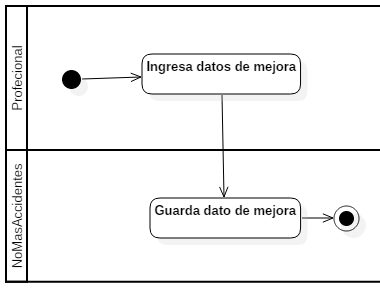 Profecional
Ingresa datos de mejora
NoMasAccidentes
Guarda dato de mejora